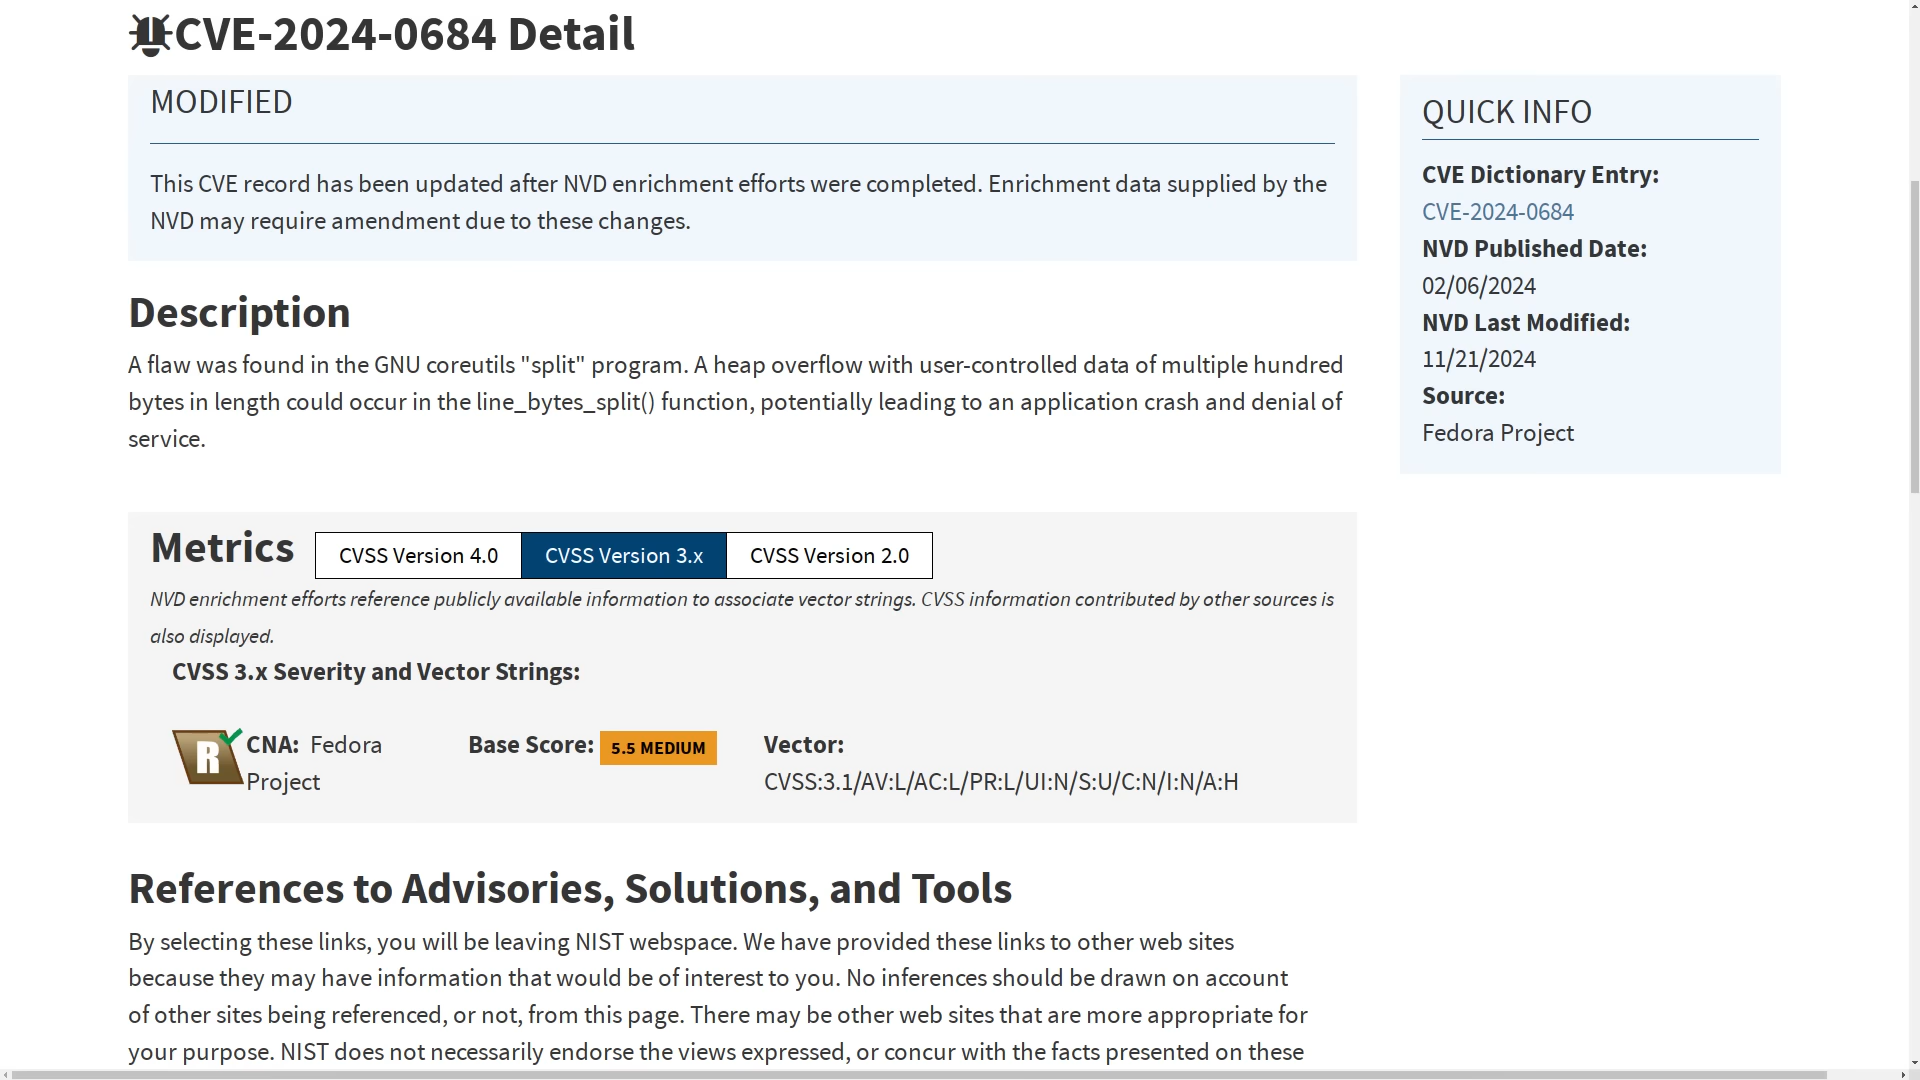 CVE-2024-0684 Detail
MODIFIED
This CVE record has been updated after NVD enrichment efforts were completed. Enrichment data supplied by the
NVD may require amendment due to these changes.
Description
A flaw was found in the GNU coreutils "split" program. A heap overflow with user-controlled data of multiple hundred
bytes in length could occur in the line_bytes_split() function, potentially leading to an application crash and denial of
service.
Metrics
CVSS Version 4.0
CVSS Version 3.x
CVSS Version 2.0
NVD enrichment efforts reference publicly available information to associate vector strings. CVSS information contributed by other sources is
also displayed.
CVSS 3.x Severity and Vector Strings:
R
CNA: Fedora
Project
Base Score: 5.5 MEDIUM
Vector:
CVSS:3.1/AV:L/AC:L/PR:L/UI:N/S:U/C:N/I:N/A:H
References to Advisories, Solutions, and Tools
By selecting these links, you will be leaving NIST webspace. We have provided these links to other web sites
because they may have information that would be of interest to you. No inferences should be drawn on account
of other sites being referenced, or not, from this page. There may be other web sites that are more appropriate for
your purpose. NIST does not necessarily endorse the views expressed, or concur with the facts presented on these
QUICK INFO
CVE Dictionary Entry:
CVE-2024-0684
NVD Published Date:
02/06/2024
NVD Last Modified:
11/21/2024
Source:
Fedora Project